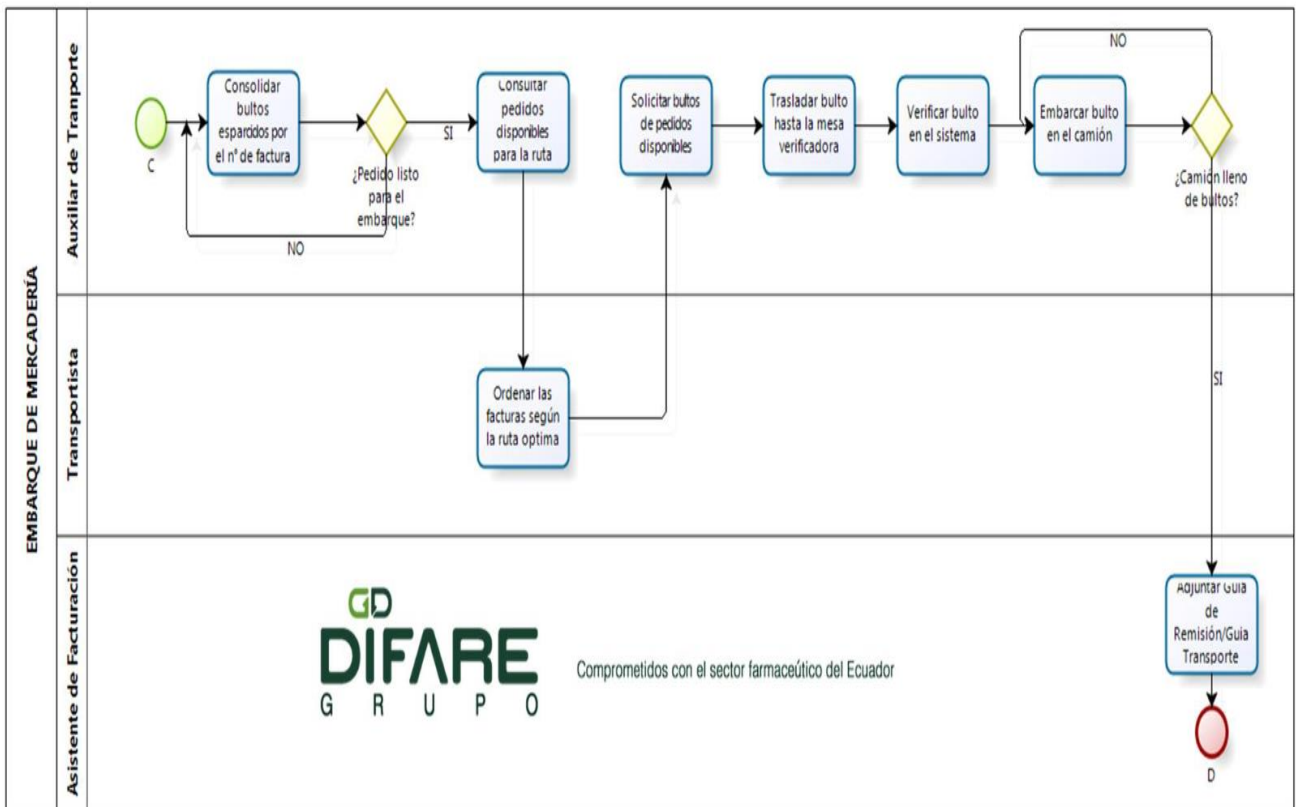 EMBARQUE DE MERCADERÍA
Auxiliar de Tranporte
C
Consolidar
bultos
esparcidos por
el n° de factura
¿Pedido listo
para el
embarque?
NO
SI
Consultar
pedidos
disponibles
para la ruta
Solicitar bultos
de pedidos
disponibles
Trasladar bulto
hasta la mesa
verificadora
Verificar bulto
en el sistema
Embarcar bulto
en el camión
NO
¿Camión lleno
de bultos?
SI
Transportista
Ordenar las
facturas según
la ruta optima
Asistente de Facturación
GD
DIFARE
GRUPO
Comprometidos con el sector farmaceútico del Ecuador
Adjuntar Guia
de
Remisión/Guia
Transporte
D